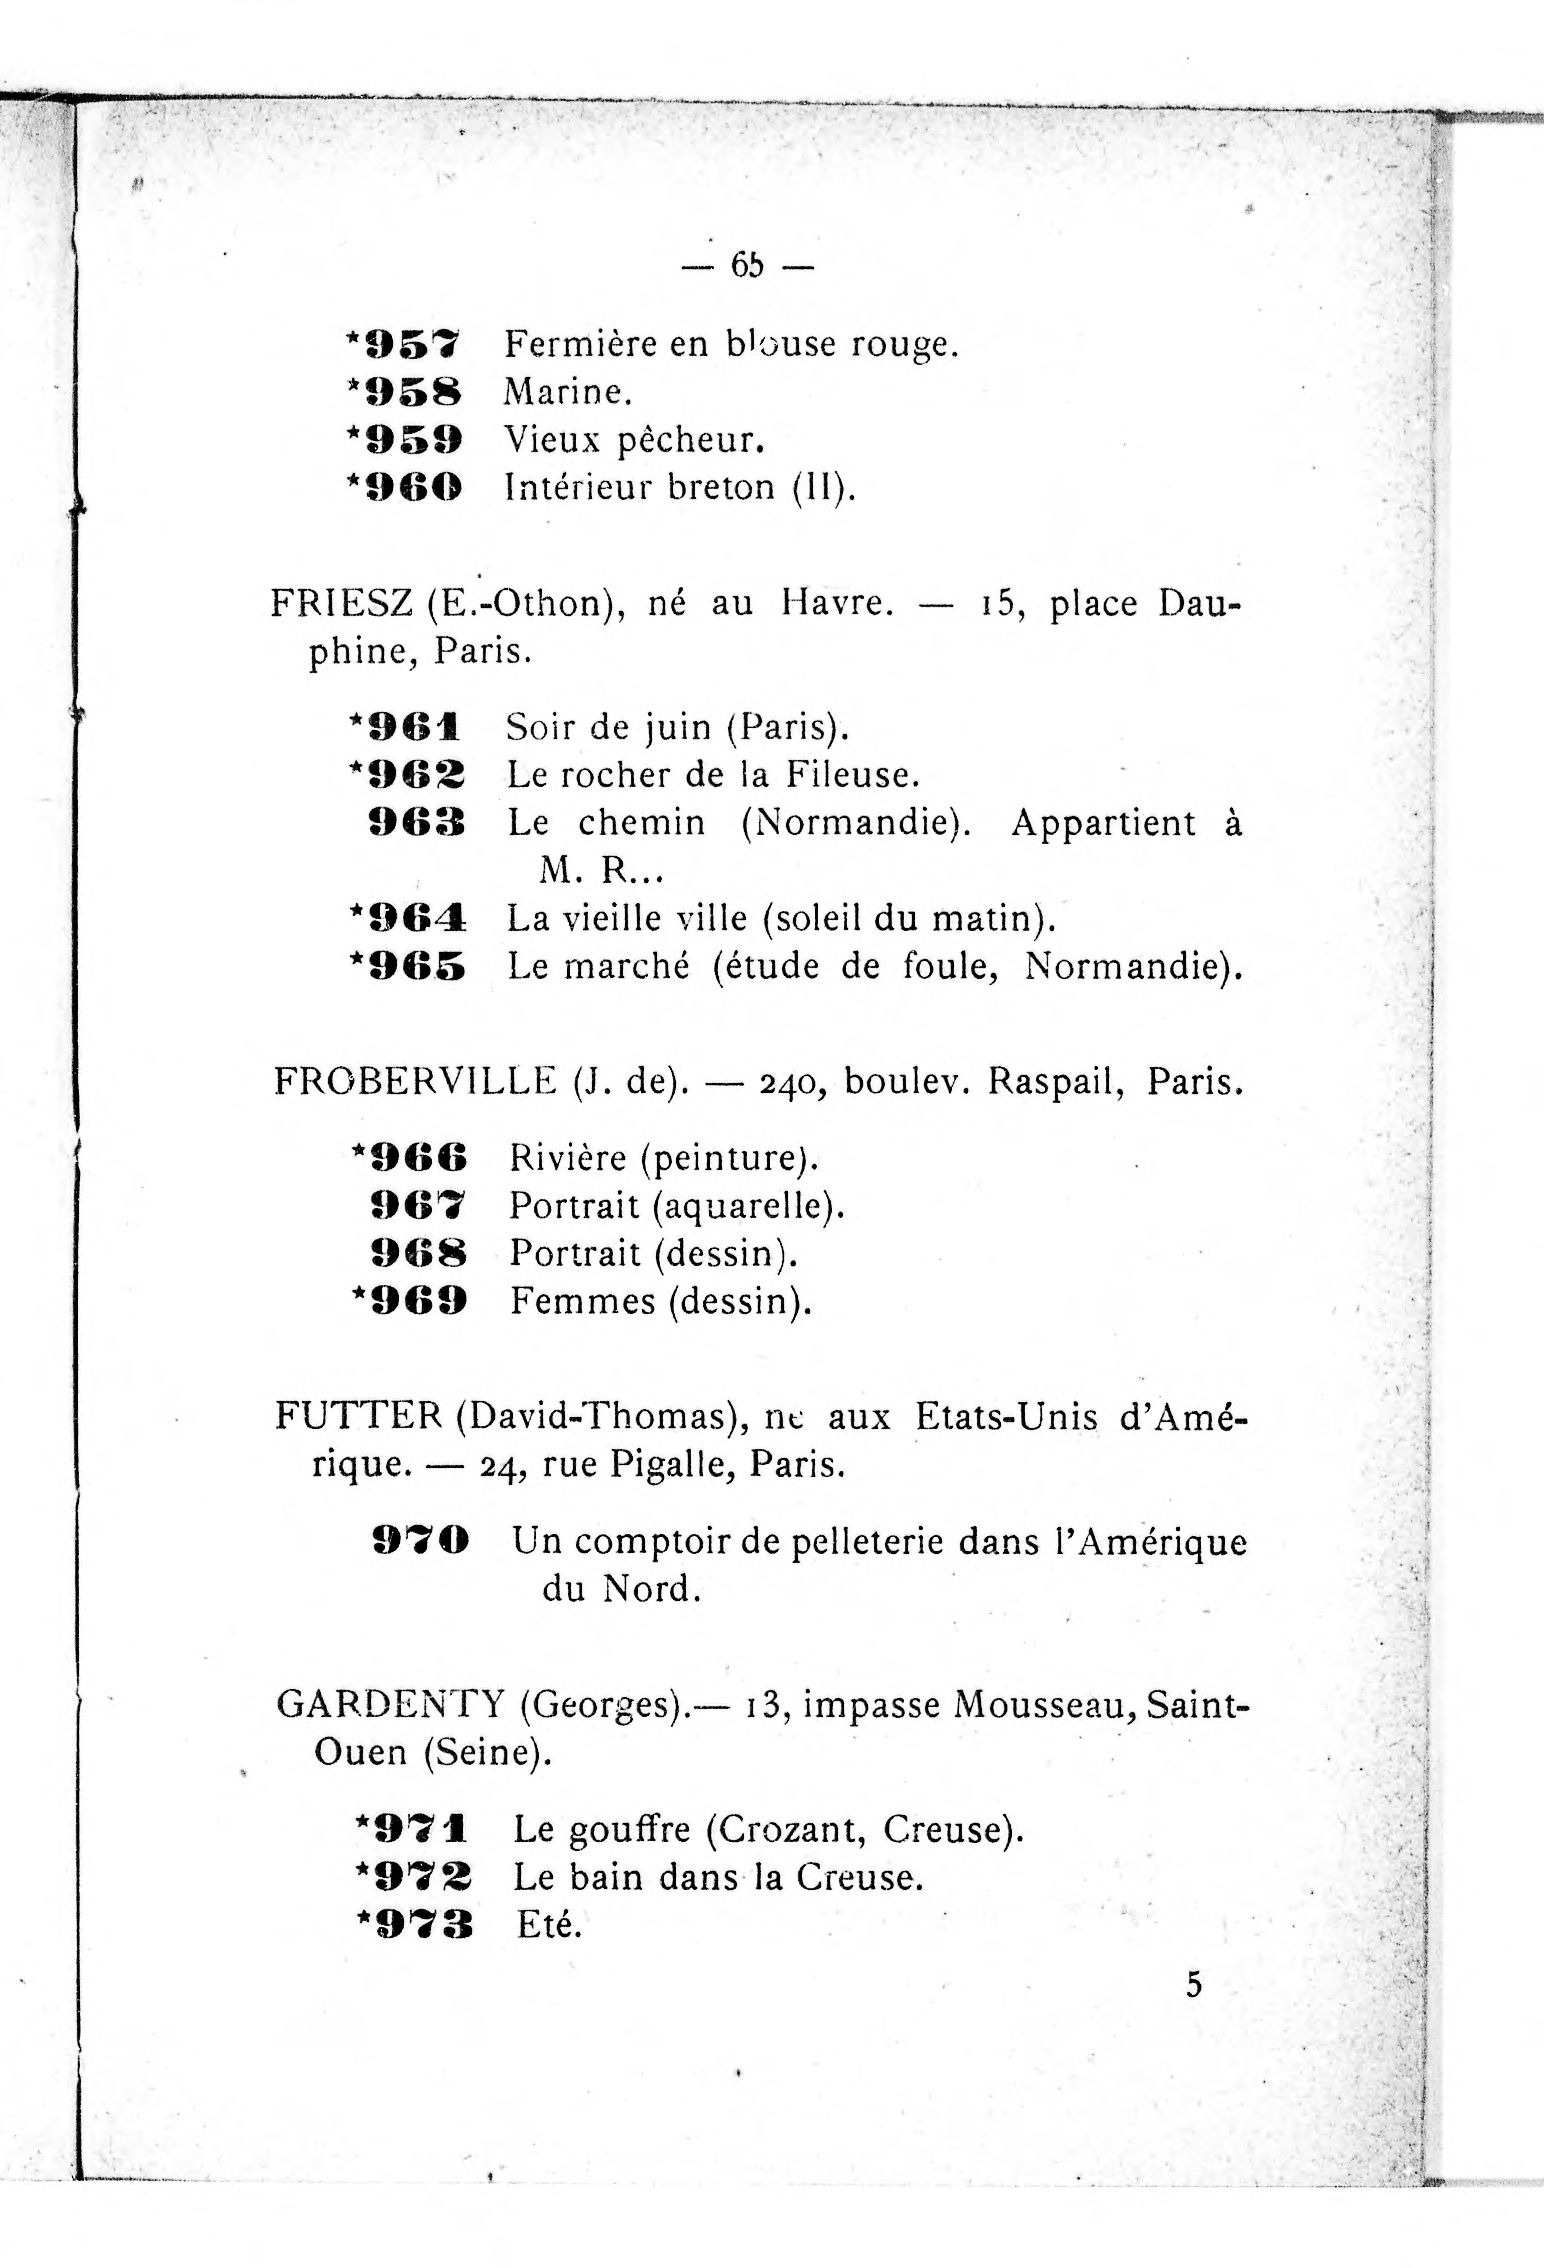 — 65 —
*957 Fermière en blouse rouge.
*958 Marine.
*959 Vieux pêcheur.
*960 Intérieur breton (II).
FRIESZ (E.-Othon), né au Havre. — 15, place Dau-
phine, Paris.
*961 Soir de juin (Paris).
*962 Le rocher de la Fileuse.
963 Le chemin (Normandie). Appartient à
M. R...
*964 La vieille ville (soleil du matin).
*965 Le marché (étude de foule, Normandie).
FROBERVILLE (J. de). — 240, boulev. Raspail, Paris.
*966 Rivière (peinture).
967 Portrait (aquarelle).
968 Portrait (dessin).
*969 Femmes (dessin).
FUTTER (David-Thomas), né aux Etats-Unis d'Amé-
rique. — 24, rue Pigalle, Paris.
970 Un comptoir de pelleterie dans l'Amérique
du Nord.
GARDENTY (Georges).— 13, impasse Mousseau, Saint-
Ouen (Seine).
*971 Le gouffre (Crozant, Creuse).
*972 Le bain dans la Creuse.
*973 Eté.
5